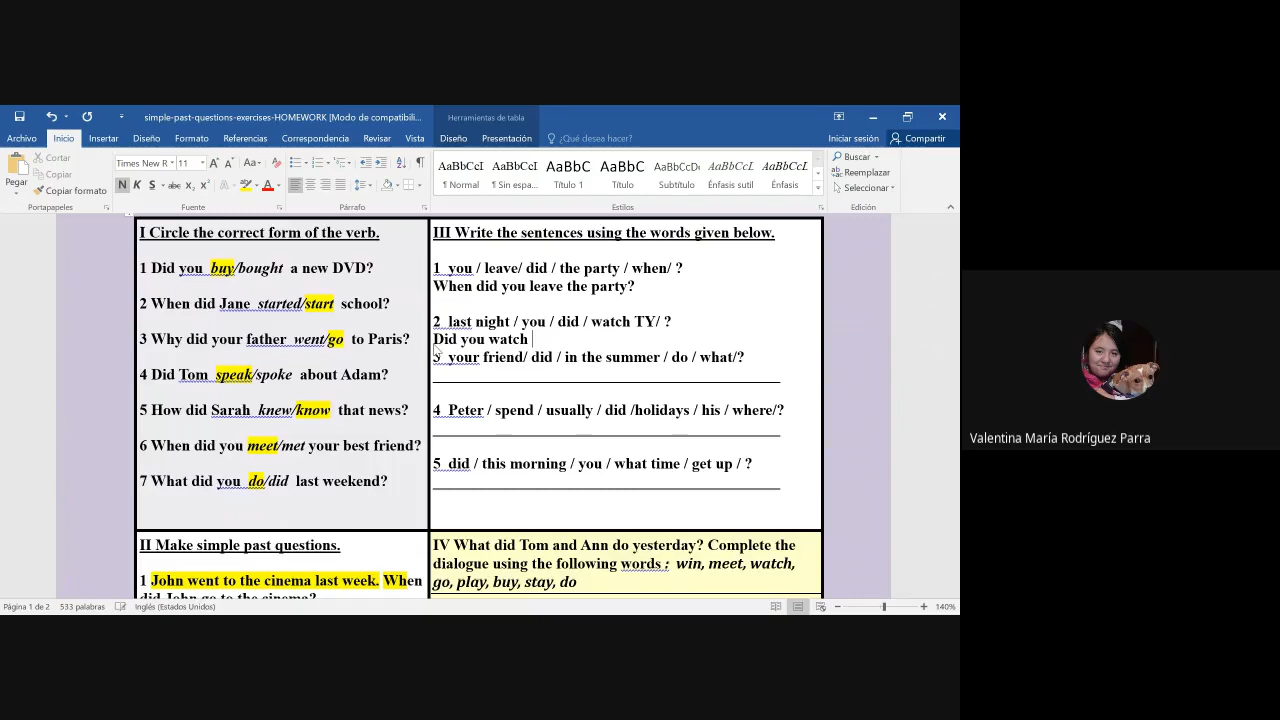 simple-past-questions-exercises-HOMEWORK [Modo de compatibili...
Herramientas de tabla
Archivo Inicio Insertar Diseño Formato Referencias Correspondencia Revisar Vista Diseño Presentación ¿Qué desea hacer? Iniciar sesión Compartir
Pegar
Cortar
Copiar
Copiar formato
Portapapeles
Times New R 11
N K S abc x₂ x²
Fuente
Párrafo
AaBbCcI AaBbCcI AaBbC AaBbC AaBbCcD AaBbCcL AaBbCcL
¶ Normal ¶ Sin espa... Título 1 Título Subtítulo Énfasis sutil Énfasis
Estilos
Buscar
Reemplazar
Seleccionar
Edición
I Circle the correct form of the verb.
1 Did you buy/bought a new DVD?
2 When did Jane started/start school?
3 Why did your father went/go to Paris?
4 Did Tom speak/spoke about Adam?
5 How did Sarah knew/know that news?
6 When did you meet/met your best friend?
7 What did you do/did last weekend?
III Write the sentences using the words given below.
1 you / leave/ did / the party / when/ ?
When did you leave the party?
2 last night / you / did / watch TY/ ?
Did you watch
3 your friend/ did / in the summer / do / what/?
4 Peter / spend / usually / did /holidays / his / where/?
5 did / this morning / you / what time / get up / ?
II Make simple past questions.
1 John went to the cinema last week. When
did John go to the cinema?
IV What did Tom and Ann do yesterday? Complete the
dialogue using the following words : win, meet, watch,
go, play, buy, stay, do
Página 1 de 2 533 palabras Inglés (Estados Unidos) 140%
Valentina María Rodríguez Parra